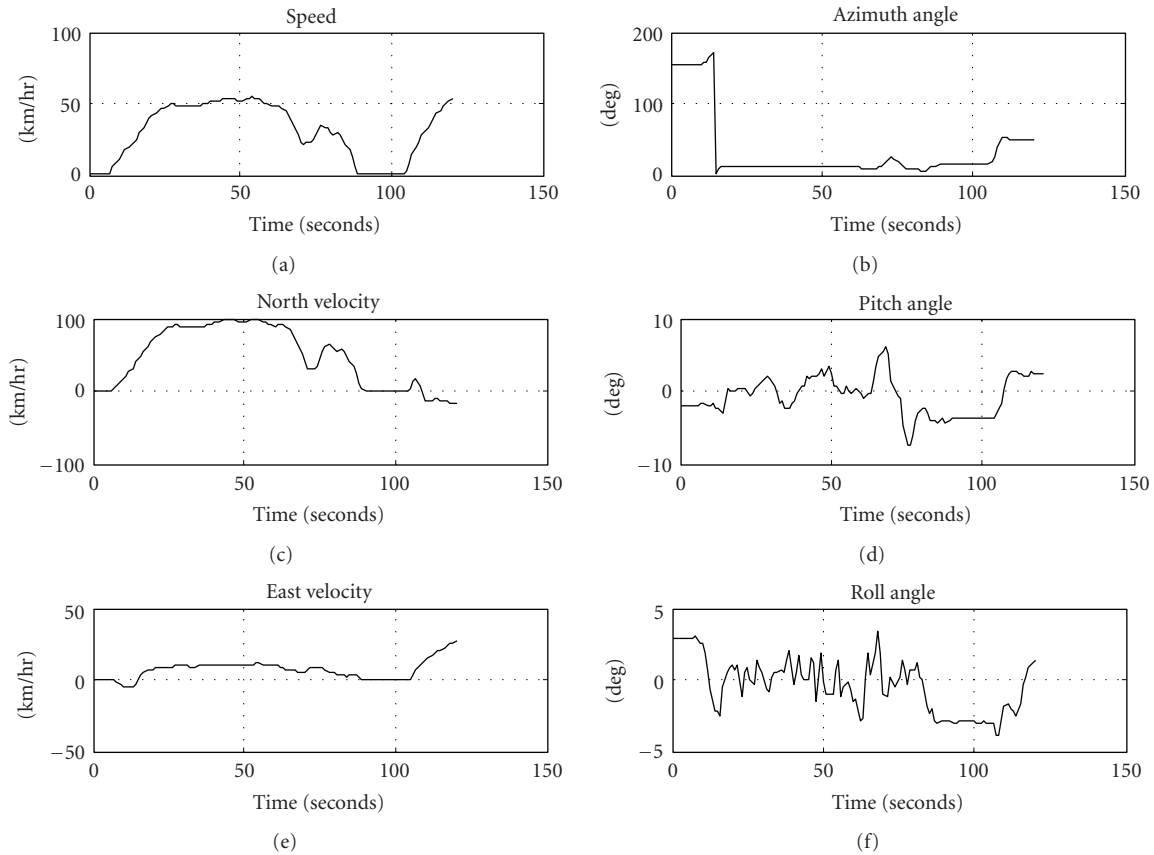 Speed
100
50
0
(km/hr)
0 50 100 150
Time (seconds)
(a)
Azimuth angle
200
100
0
(deg)
0 50 100 150
Time (seconds)
(b)
North velocity
100
0
−100
(km/hr)
0 50 100 150
Time (seconds)
(c)
Pitch angle
10
0
−10
(deg)
0 50 100 150
Time (seconds)
(d)
East velocity
50
0
−50
(km/hr)
0 50 100 150
Time (seconds)
(e)
Roll angle
5
0
−5
(deg)
0 50 100 150
Time (seconds)
(f)